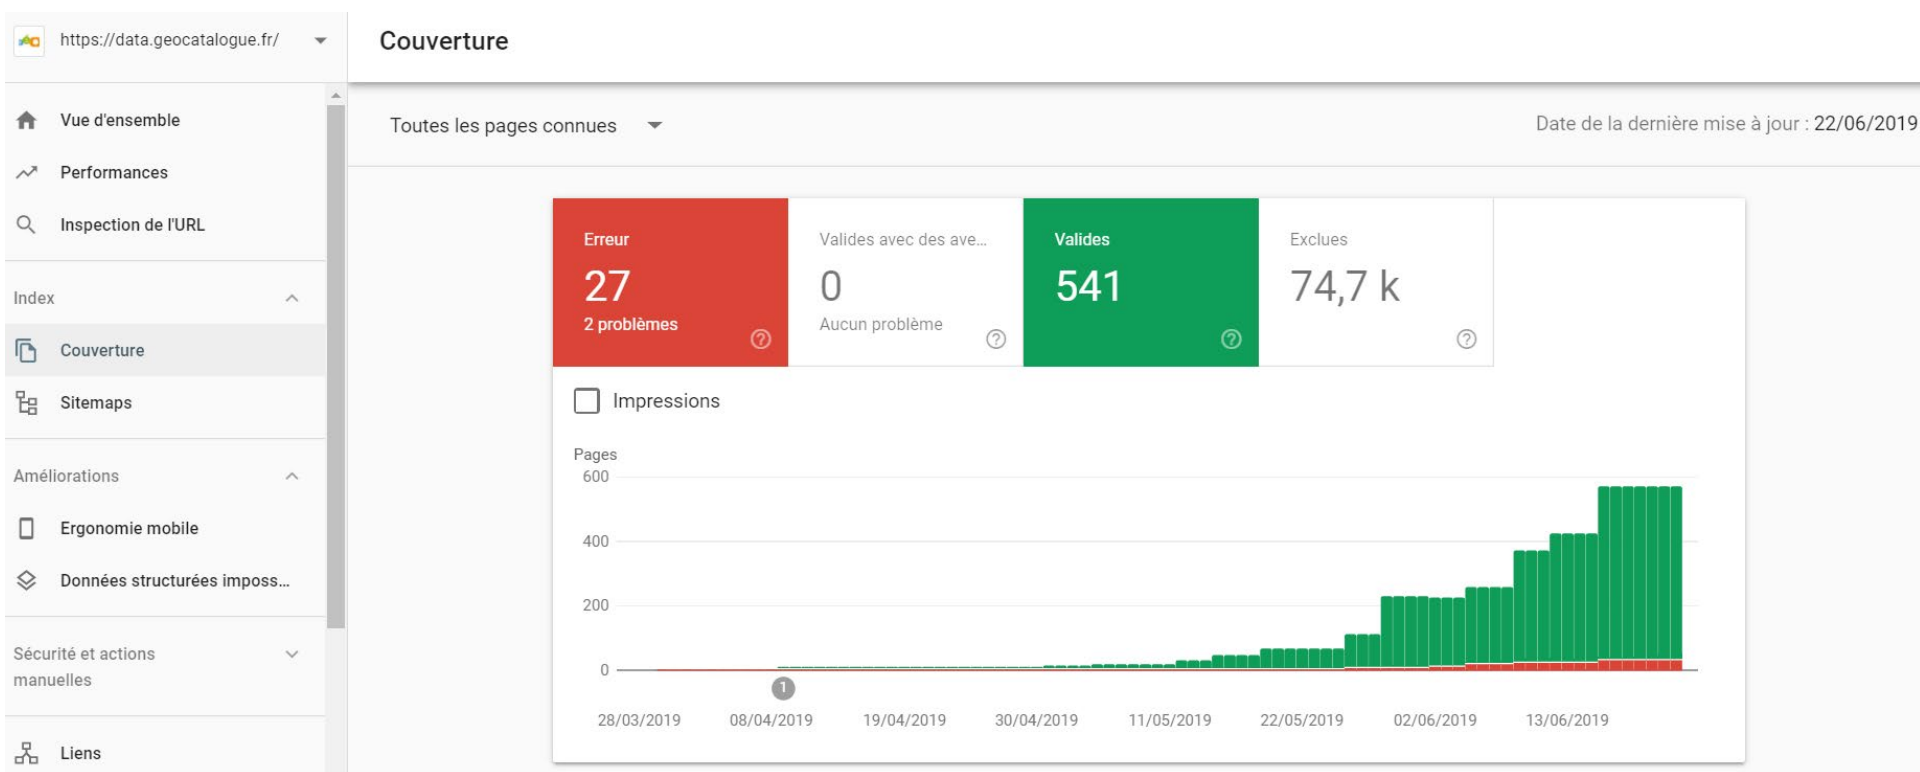 https://data.geocatalogue.fr/
Couverture
Vue d'ensemble
Performances
Inspection de l'URL
Index
Couverture
Sitemaps
Améliorations
Ergonomie mobile
Données structurées imposs...
Sécurité et actions
manuelles
Liens
Toutes les pages connues
Date de la dernière mise à jour : 22/06/2019
Erreur
27
2 problèmes
Valides avec des ave...
0
Aucun problème
Valides
541
Exclues
74,7 k
Impressions
Pages
600
400
200
0
1
28/03/2019 08/04/2019 19/04/2019 30/04/2019 11/05/2019 22/05/2019 02/06/2019 13/06/2019